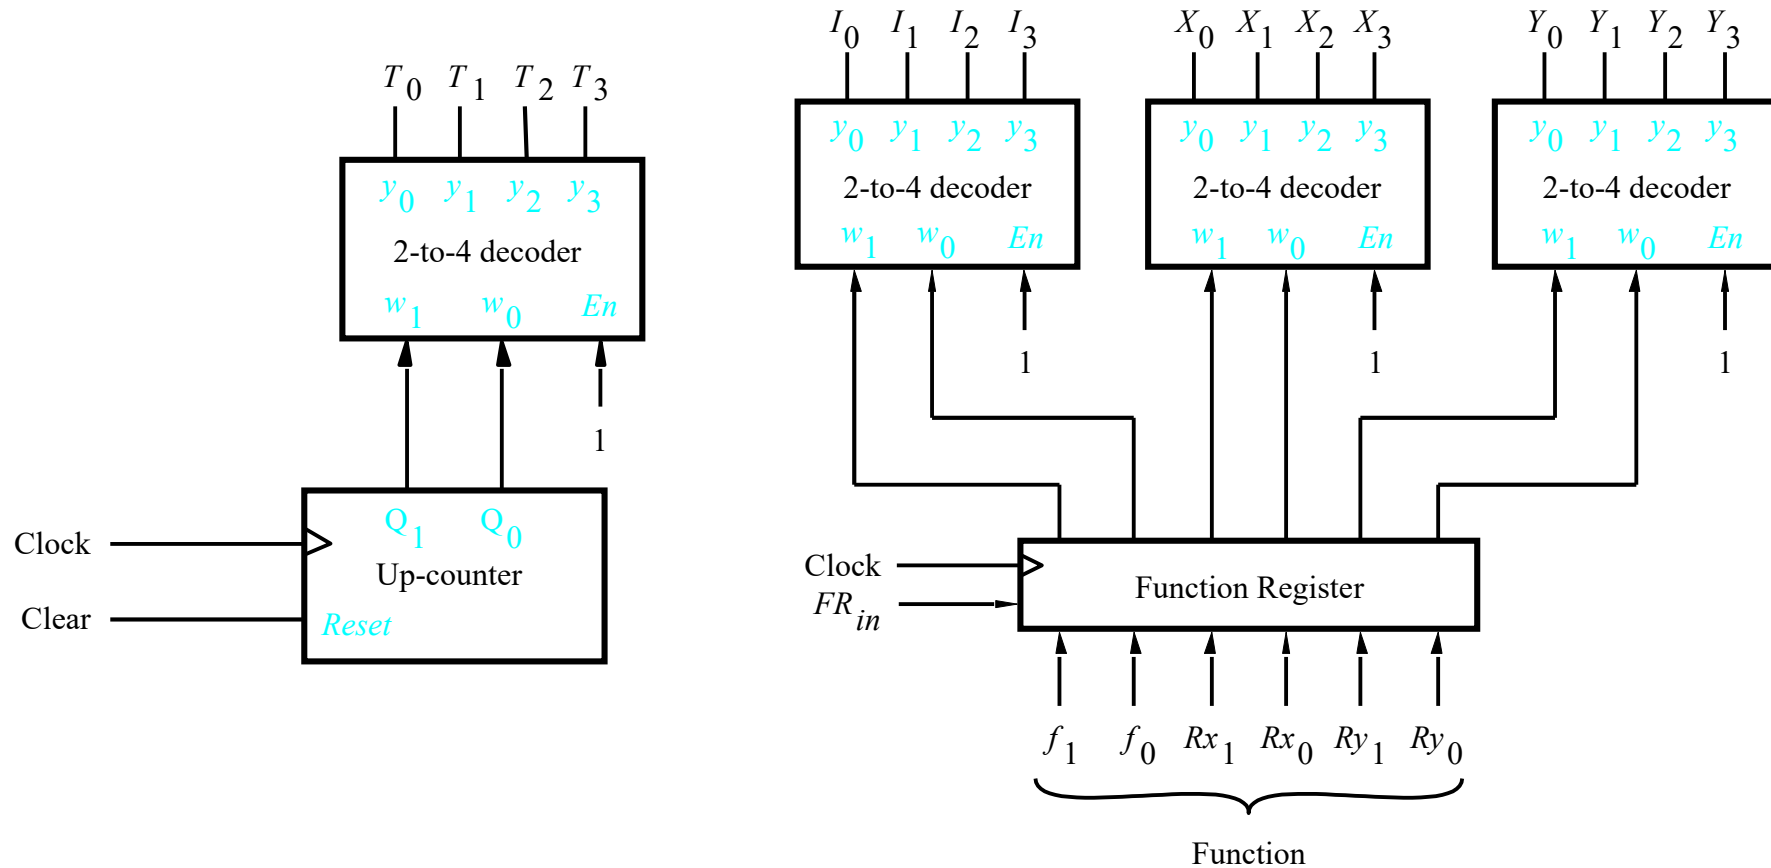 I0 I1 I2 I3 X0 X1 X2 X3 Y0 Y1 Y2 Y3
T0 T1 T2 T3
y0 y1 y2 y3 y0 y1 y2 y3 y0 y1 y2 y3
2-to-4 decoder 2-to-4 decoder 2-to-4 decoder
y0 y1 y2 y3
w1 w0 En w1 w0 En w1 w0 En
2-to-4 decoder
w1 w0 En
1 1 1
1
Q1 Q0
Clock
Up-counter
Clear
Reset
Clock
FRin
Function Register
f1 f0 Rx1 Rx0 Ry1 Ry0
Function